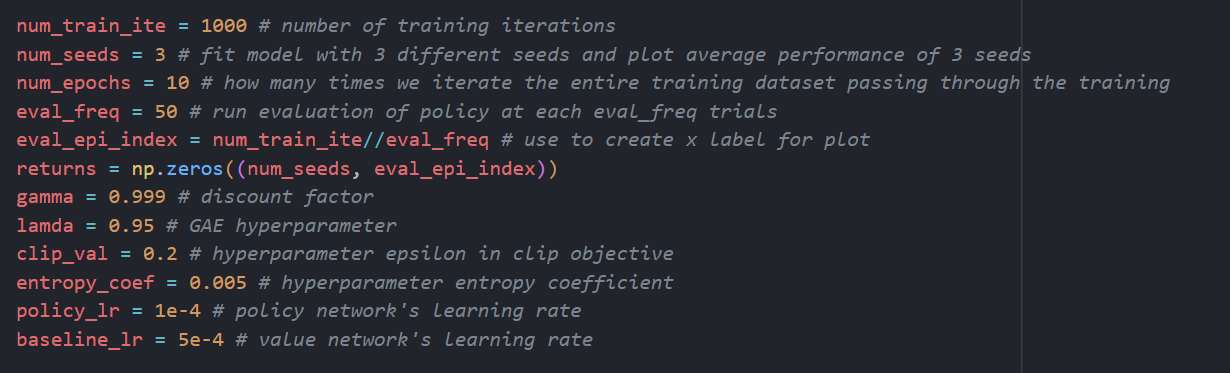 num_train_ite = 1000 # number of training iterations
num_seeds = 3 # fit model with 3 different seeds and plot average performance of 3 seeds
num_epochs = 10 # how many times we iterate the entire training dataset passing through the training
eval_freq = 50 # run evaluation of policy at each eval_freq trials
eval_epi_index = num_train_ite//eval_freq # use to create x label for plot
returns = np.zeros((num_seeds, eval_epi_index))
gamma = 0.999 # discount factor
lamda = 0.95 # GAE hyperparameter
clip_val = 0.2 # hyperparameter epsilon in clip objective
entropy_coef = 0.005 # hyperparameter entropy coefficient
policy_lr = 1e-4 # policy network's learning rate
baseline_lr = 5e-4 # value network's learning rate